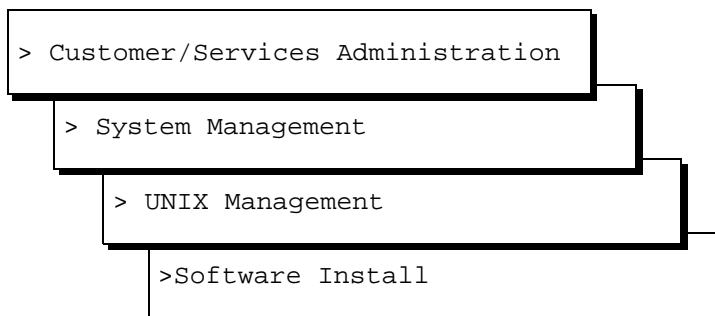 > Customer/Services Administration
> System Management
> UNIX Management
>Software Install